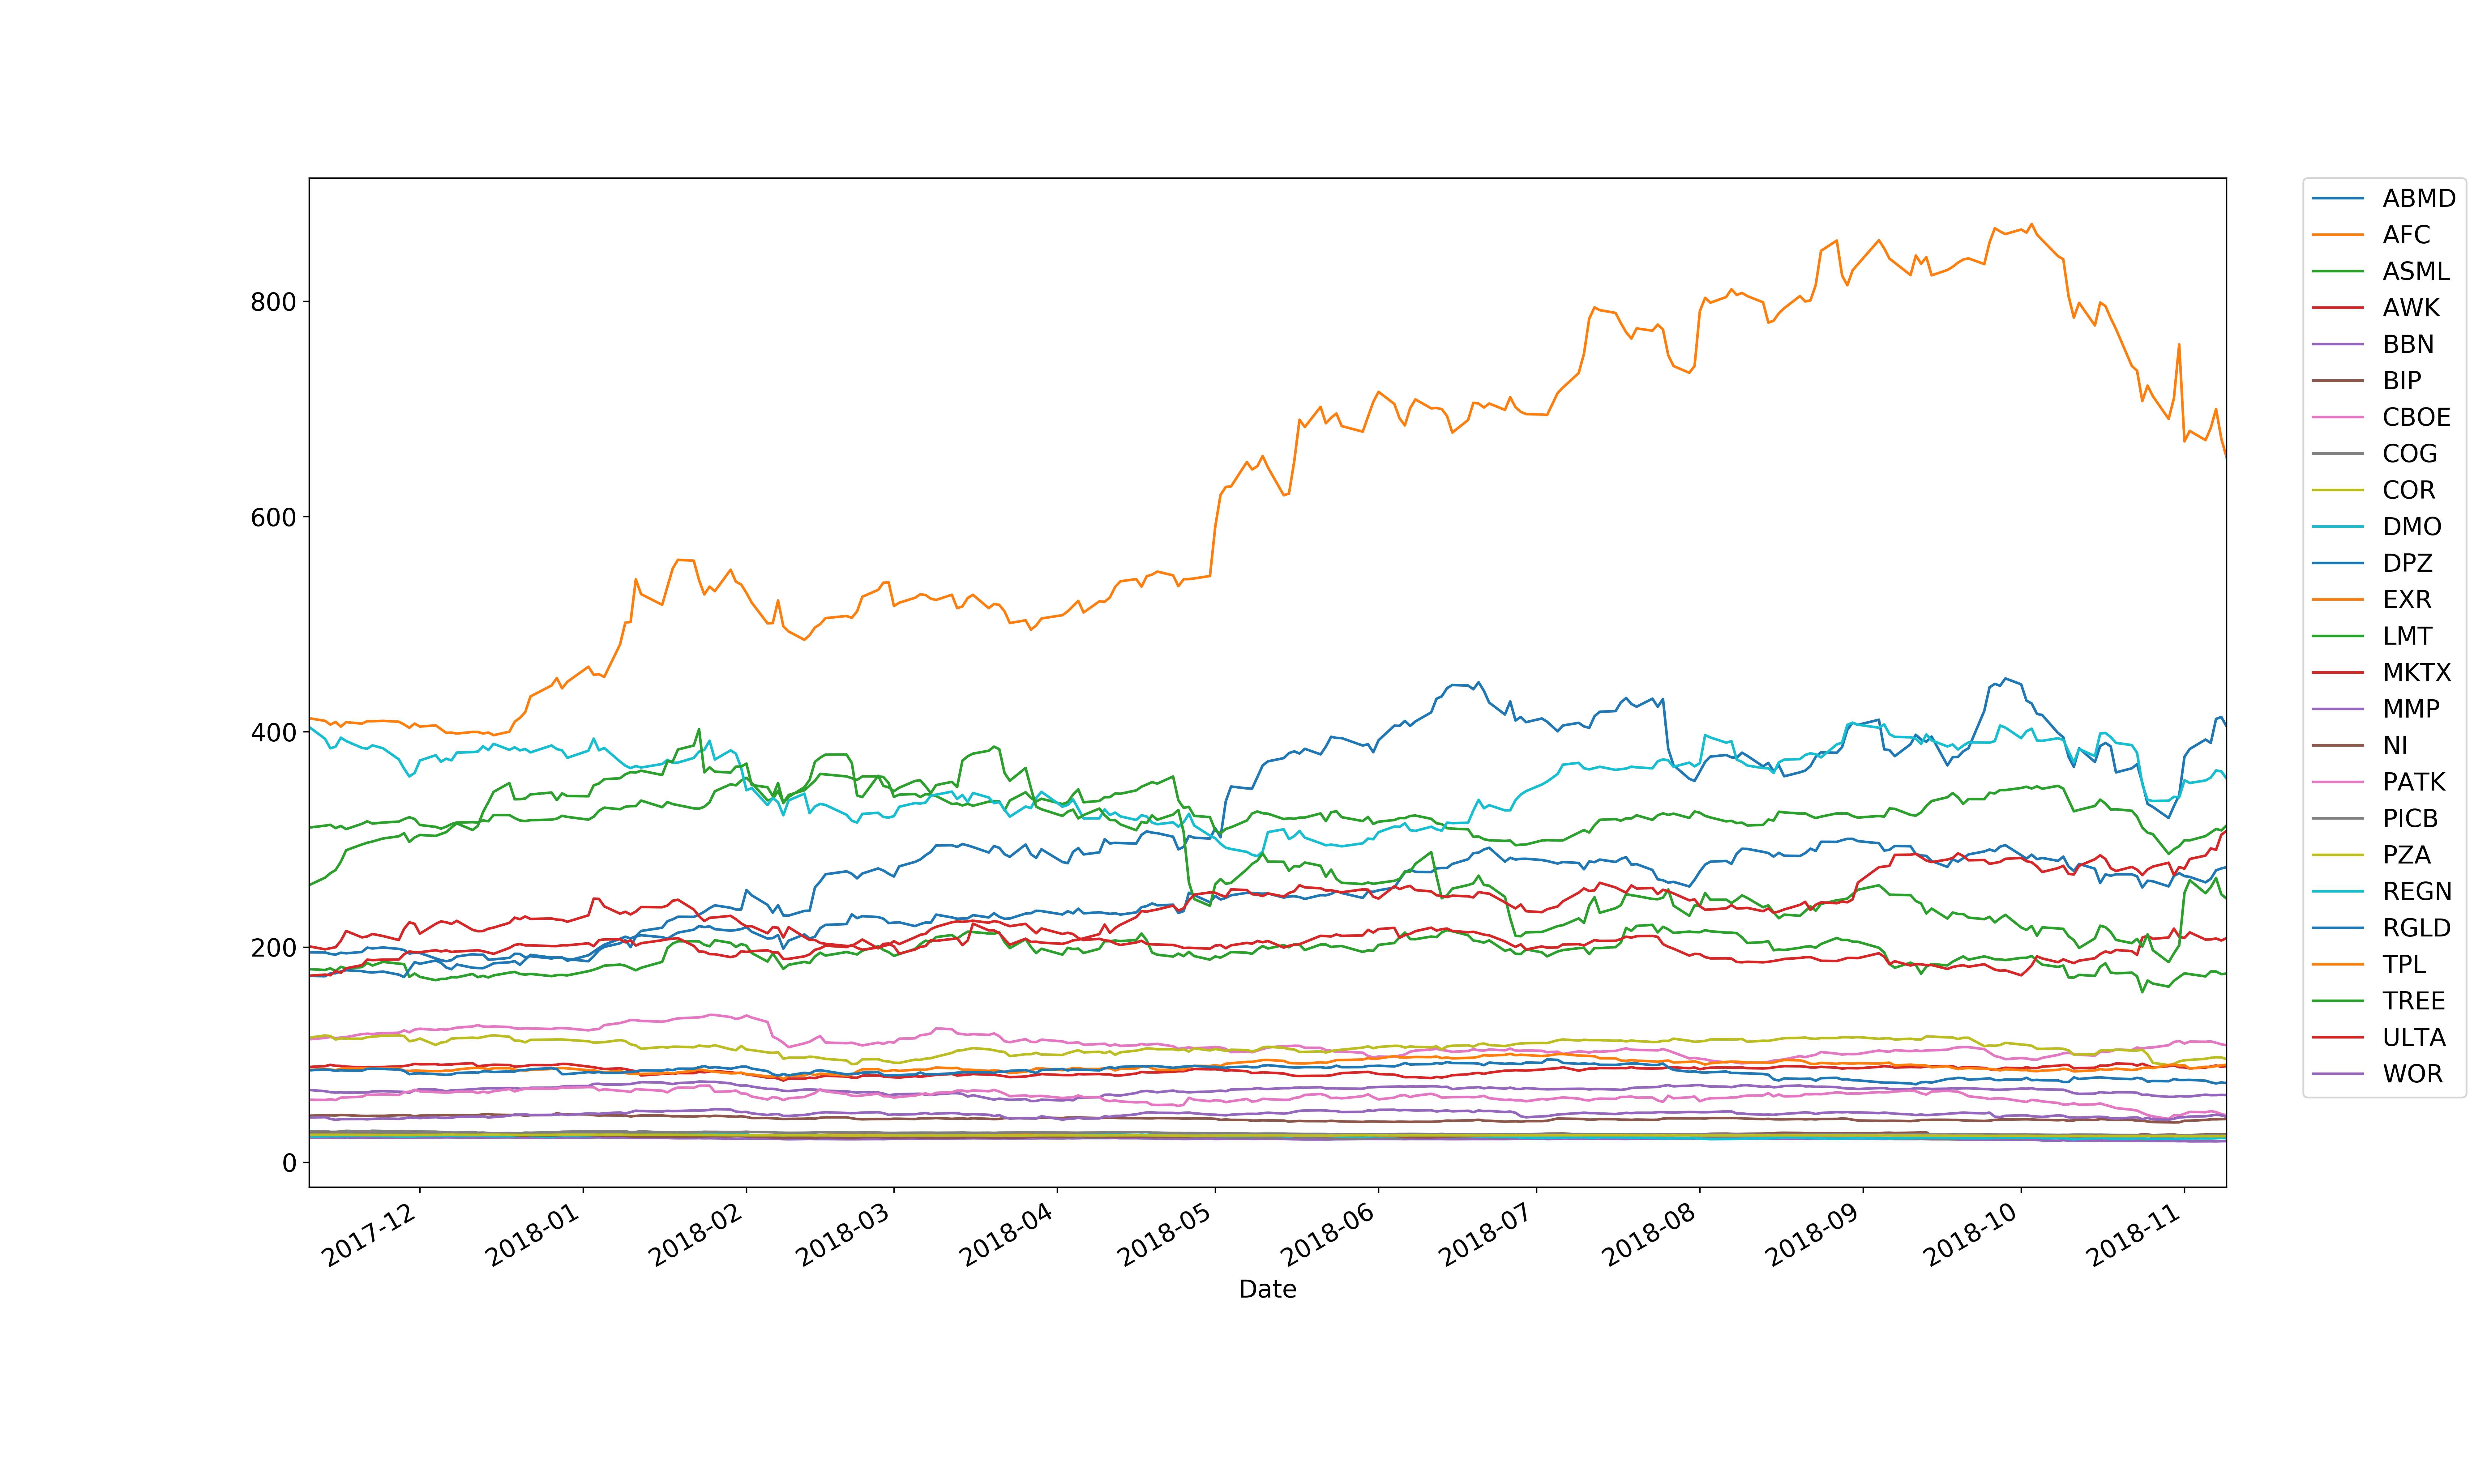 800
600
400
200
0
2017-12
2018-01
2018-02
2018-03
2018-04
2018-05
2018-06
2018-07
2018-08
2018-09
2018-10
2018-11
Date
ABMD
AFC
ASML
AWK
BBN
BIP
CBOE
COG
COR
DMO
DPZ
EXR
LMT
MKTX
MMP
NI
PATK
PICB
PZA
REGN
RGLD
TPL
TREE
ULTA
WOR